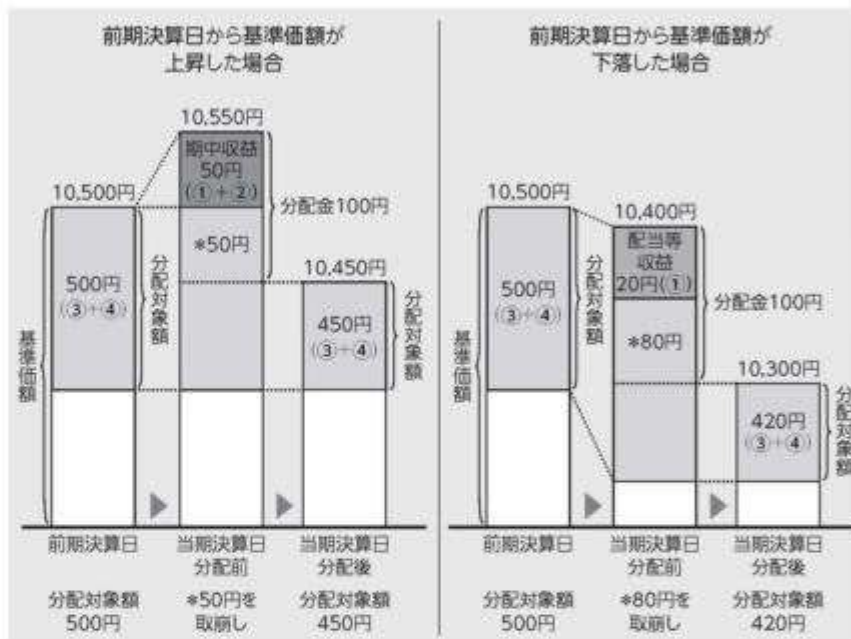 前期決算日から基準価額が
上昇した場合
10,500円
500円
(③+④)
基準価額
分配対象額
10,550円
期中収益
50円
(①+②)
*50円
分配金100円
10,450円
450円
(③+④)
分配対象額
前期決算日
当期決算日
分配前
当期決算日
分配後
分配対象額
500円
*50円を
取崩し
分配対象額
450円
前期決算日から基準価額が
下落した場合
10,500円
500円
(③+④)
基準価額
分配対象額
10,400円
配当等
収益
20円(①)
*80円
分配金100円
10,300円
420円
(③+④)
分配対象額
前期決算日
当期決算日
分配前
当期決算日
分配後
分配対象額
500円
*80円を
取崩し
分配対象額
420円